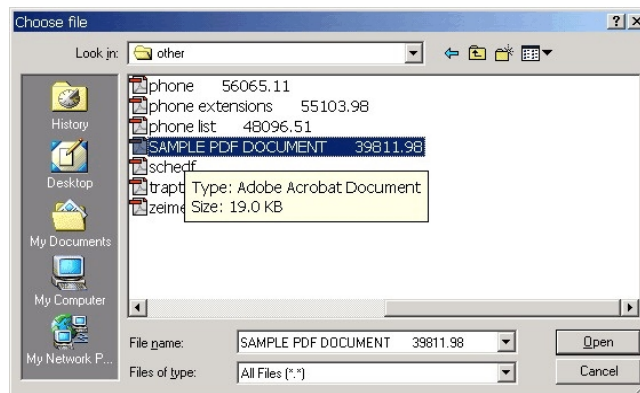 Choose file
Look in:
other
History
Desktop
My Documents
My Computer
My Network P...
phone 56065.11
phone extensions 55103.98
phone list 48096.51
SAMPLE PDF DOCUMENT 39811.98
schedf
trapt
zeime
Type: Adobe Acrobat Document
Size: 19.0 KB
File name:
SAMPLE PDF DOCUMENT 39811.98
Open
Files of type:
All Files (*.*)
Cancel